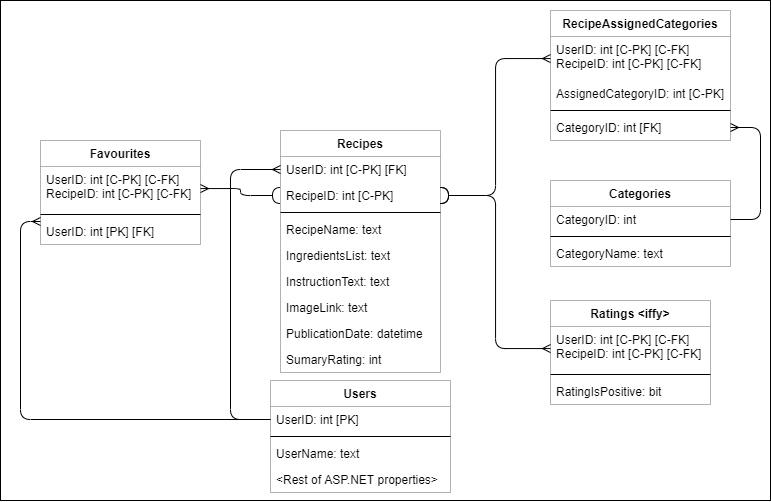 RecipeAssignedCategories
UserID: int [C-PK] [C-FK]
RecipeID: int [C-PK] [C-FK]
AssignedCategoryID: int [C-PK]
CategoryID: int [FK]
Favourites
UserID: int [C-PK] [C-FK]
RecipeID: int [C-PK] [C-FK]
UserID: int [PK] [FK]
Recipes
UserID: int [C-PK] [FK]
RecipeID: int [C-PK]
RecipeName: text
IngredientsList: text
InstructionText: text
ImageLink: text
PublicationDate: datetime
SumaryRating: int
Categories
CategoryID: int
CategoryName: text
Ratings <iffy>
UserID: int [C-PK] [C-FK]
RecipeID: int [C-PK] [C-FK]
RatingIsPositive: bit
Users
UserID: int [PK]
UserName: text
<Rest of ASP.NET properties>